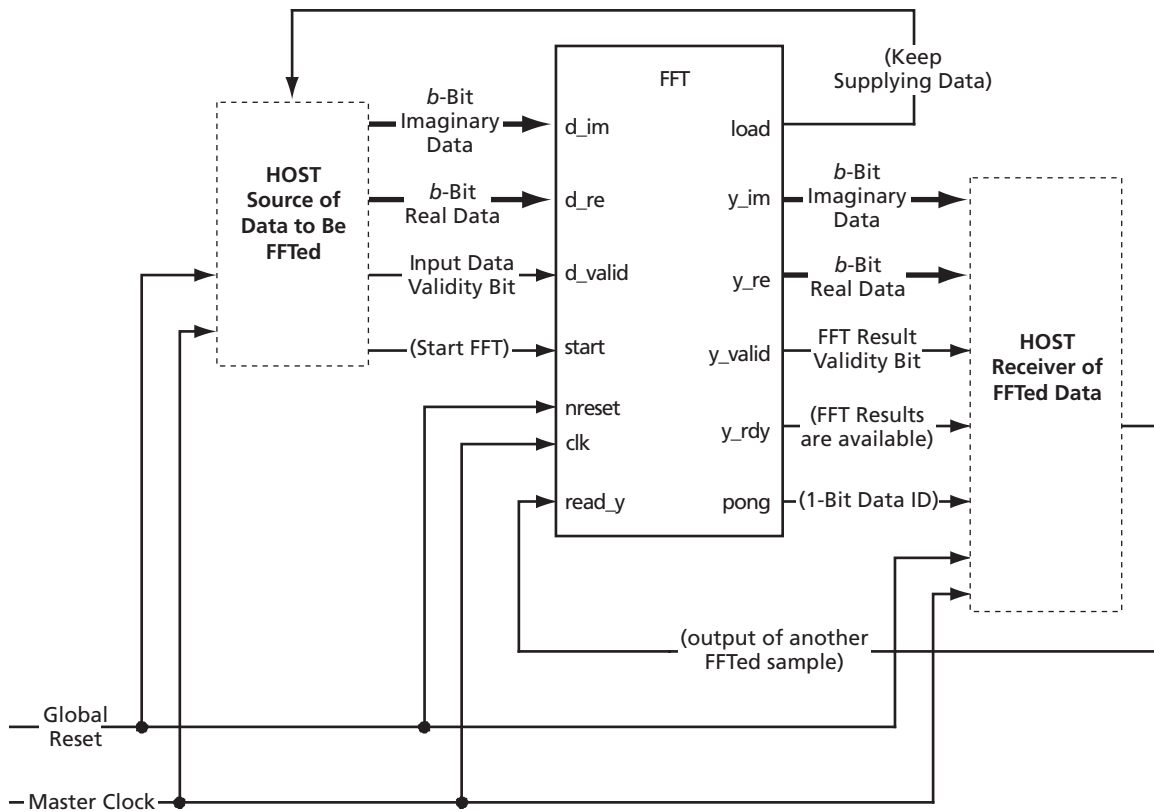 (Keep
Supplying Data)
FFT
HOST
Source of
Data to Be
FFTed
b-Bit
Imaginary
Data
b-Bit
Real Data
Input Data
Validity Bit
(Start FFT)
d_im
d_re
d_valid
start
nreset
clk
read_y
load
y_im
y_re
y_valid
y_rdy
pong
b-Bit
Imaginary
Data
b-Bit
Real Data
FFT Result
Validity Bit
(FFT Results
are available)
(1-Bit Data ID)
HOST
Receiver of
FFTed Data
(output of another
FFTed sample)
Global
Reset
Master Clock